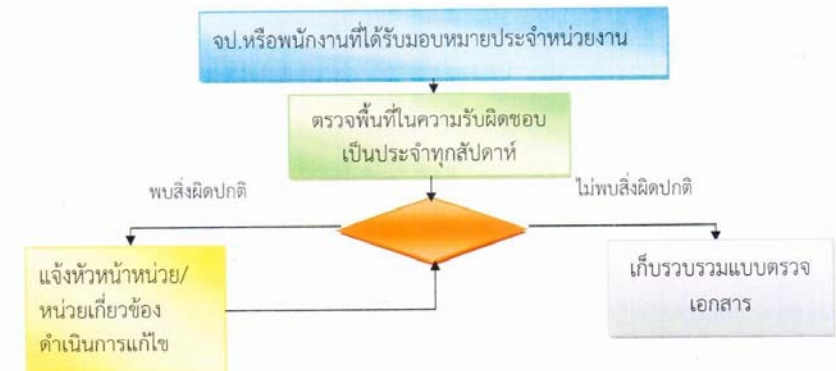 จป.หรือพนักงานที่ได้รับมอบหมายประจำหน่วยงาน
ตรวจพื้นที่ในความรับผิดชอบ
เป็นประจำทุกสัปดาห์
พบสิ่งผิดปกติ
ไม่พบสิ่งผิดปกติ
แจ้งหัวหน้าหน่วย/
หน่วยเกี่ยวข้อง
ดำเนินการแก้ไข
เก็บรวบรวมแบบตรวจ
เอกสาร